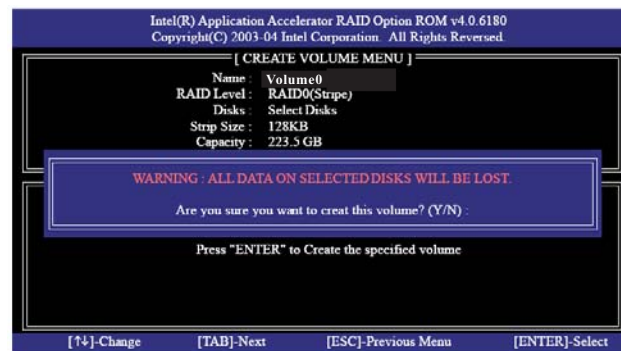 Intel(R) Application Accelerator RAID Option ROM v4.0.6180
Copyright(C) 2003-04 Intel Corporation. All Rights Reversed.
[ CREATE VOLUME MENU ]
Name : Volume0
RAID Level : RAID0(Stripe)
Disks : Select Disks
Strip Size : 128KB
Capacity : 223.5 GB
WARNING : ALL DATA ON SELECTED DISKS WILL BE LOST.
Are you sure you want to creat this volume? (Y/N) :
Press "ENTER" to Create the specified volume
[↑↓]-Change [TAB]-Next [ESC]-Previous Menu [ENTER]-Select